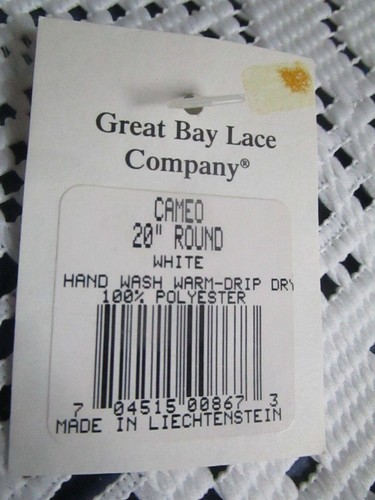 Great Bay Lace
Company®
CAMEO
20" ROUND
WHITE
HAND WASH WARM-DRIP DRY
100% POLYESTER
7 04515 00867 3
MADE IN LIECHTENSTEIN